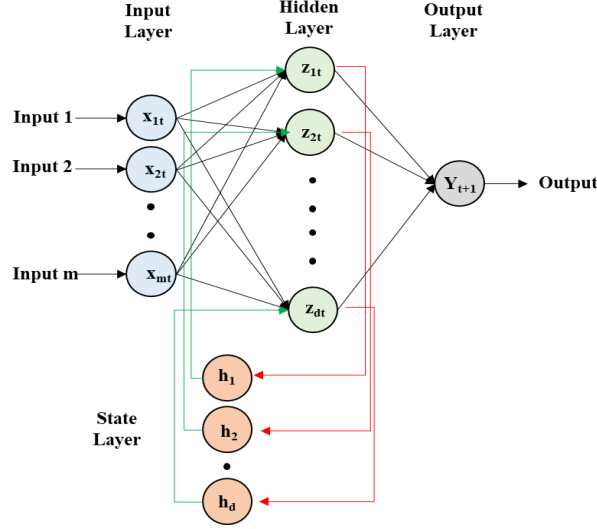 Input
Layer
Hidden
Layer
Output
Layer
Input 1
Input 2
Input m
x1t
x2t
xmt
z1t
z2t
zdt
Yt+1
Output
State
Layer
h1
h2
hd